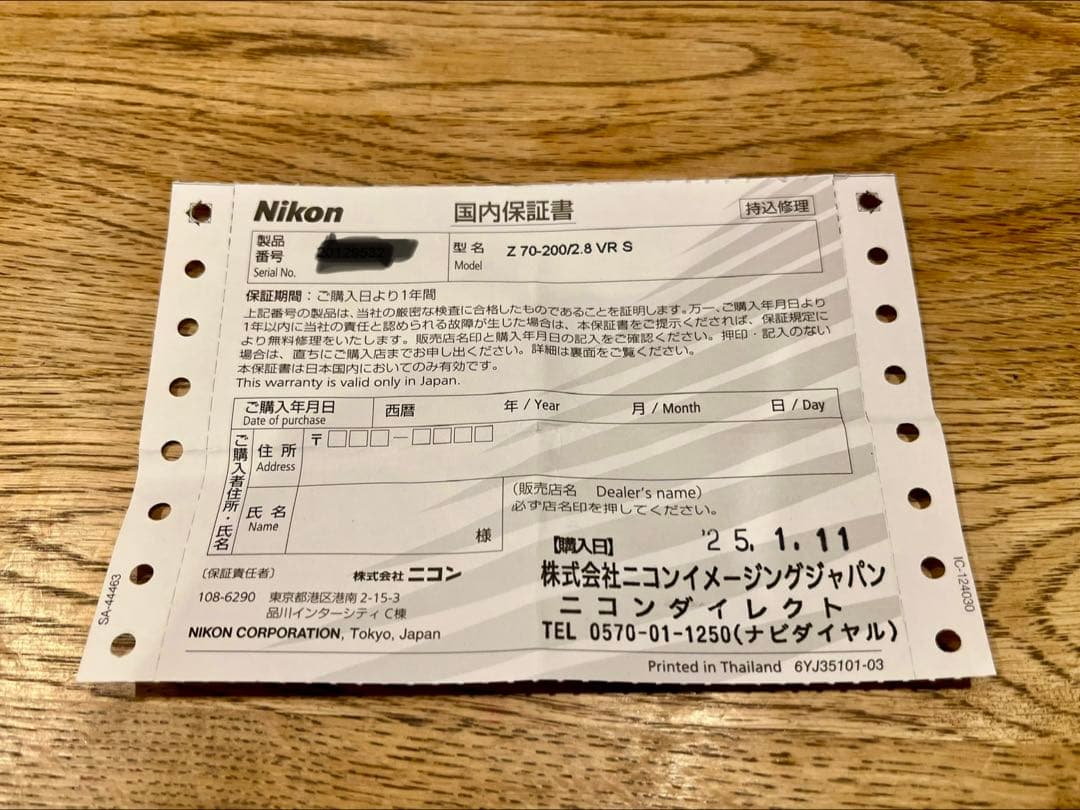 Nikon 国内保証書 持込修理
製品番号 Serial No.
型名 Model Z 70-200/2.8 VR S
保証期間：ご購入日より1年間
上記番号の製品は、当社の厳密な検査に合格したものであることを証明します。万一、ご購入年月日より
1年以内に当社の責任と認められる故障が生じた場合は、本保証書をご提示くだされば、保証規定に
より無料修理をいたします。販売店名印と購入年月日の記入をご確認ください。押印・記入のない
場合は、直ちにご購入店までお申し出ください。詳細は裏面をご覧ください。
本保証書は日本国内においてのみ有効です。
This warranty is valid only in Japan.
ご購入年月日 西暦 年 / Year 月 / Month 日 / Day
Date of purchase
ご購入者住所・氏名
住所 〒□□□－□□□□
Address
氏名
Name
様
(販売店名 Dealer's name)
必ず店名印を押してください。
【購入日】 '25. 1. 11
株式会社ニコンイメージングジャパン
ニコンダイレクト
TEL 0570-01-1250(ナビダイヤル)
〔保証責任者〕 株式会社 ニコン
108-6290 東京都港区港南2-15-3
品川インターシティC棟
NIKON CORPORATION, Tokyo, Japan
Printed in Thailand 6YJ35101-03
SA-44463
IC-124030